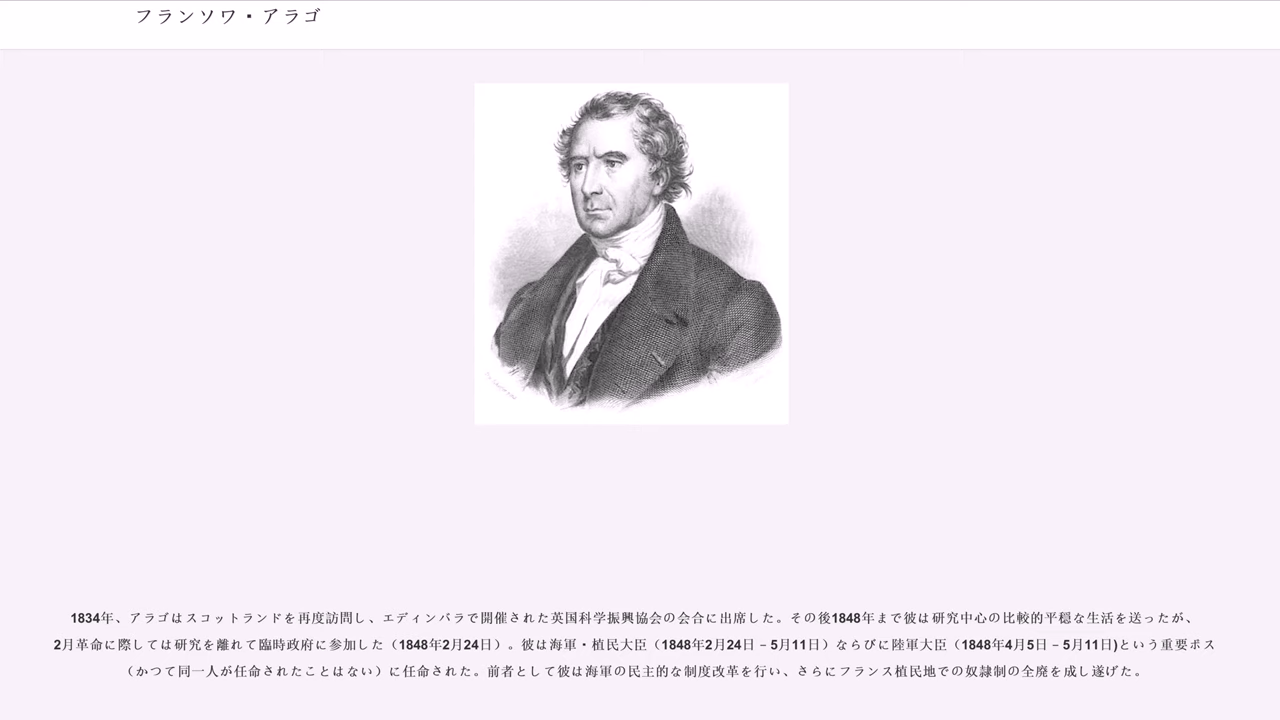 フランソワ・アラゴ
1834年、アラゴはスコットランドを再度訪問し、エディンバラで開催された英国科学振興協会の会合に出席した。その後1848年まで彼は研究中心の比較的平穏な生活を送ったが、
2月革命に際しては研究を離れて臨時政府に参加した（1848年2月24日）。彼は海軍・植民大臣（1848年2月24日－5月11日）ならびに陸軍大臣（1848年4月5日－5月11日)という重要ポス
（かつて同一人が任命されたことはない）に任命された。前者として彼は海軍の民主的な制度改革を行い、さらにフランス植民地での奴隷制の全廃を成し遂げた。